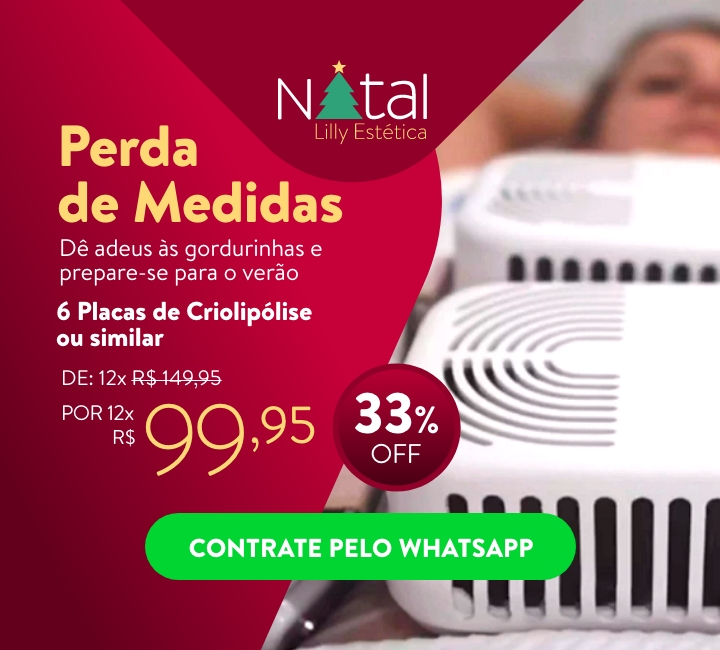 Natal
Lilly Estética
Perda
de Medidas
Dê adeus às gordurinhas e
prepare-se para o verão
6 Placas de Criolipólise
ou similar
DE: 12x R$ 149,95
POR 12x
R$ 99,95
33%
OFF
CONTRATE PELO WHATSAPP